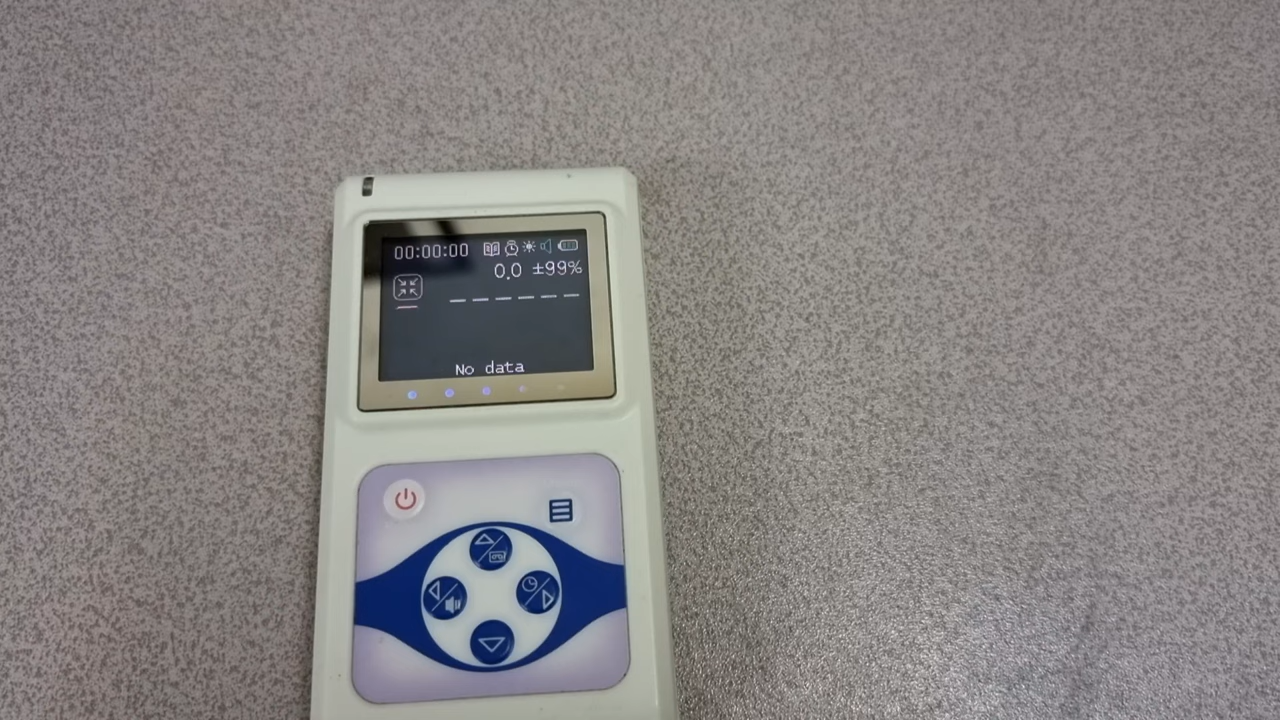 00:00:00
0.0 ±99%
– – – – – –
No data